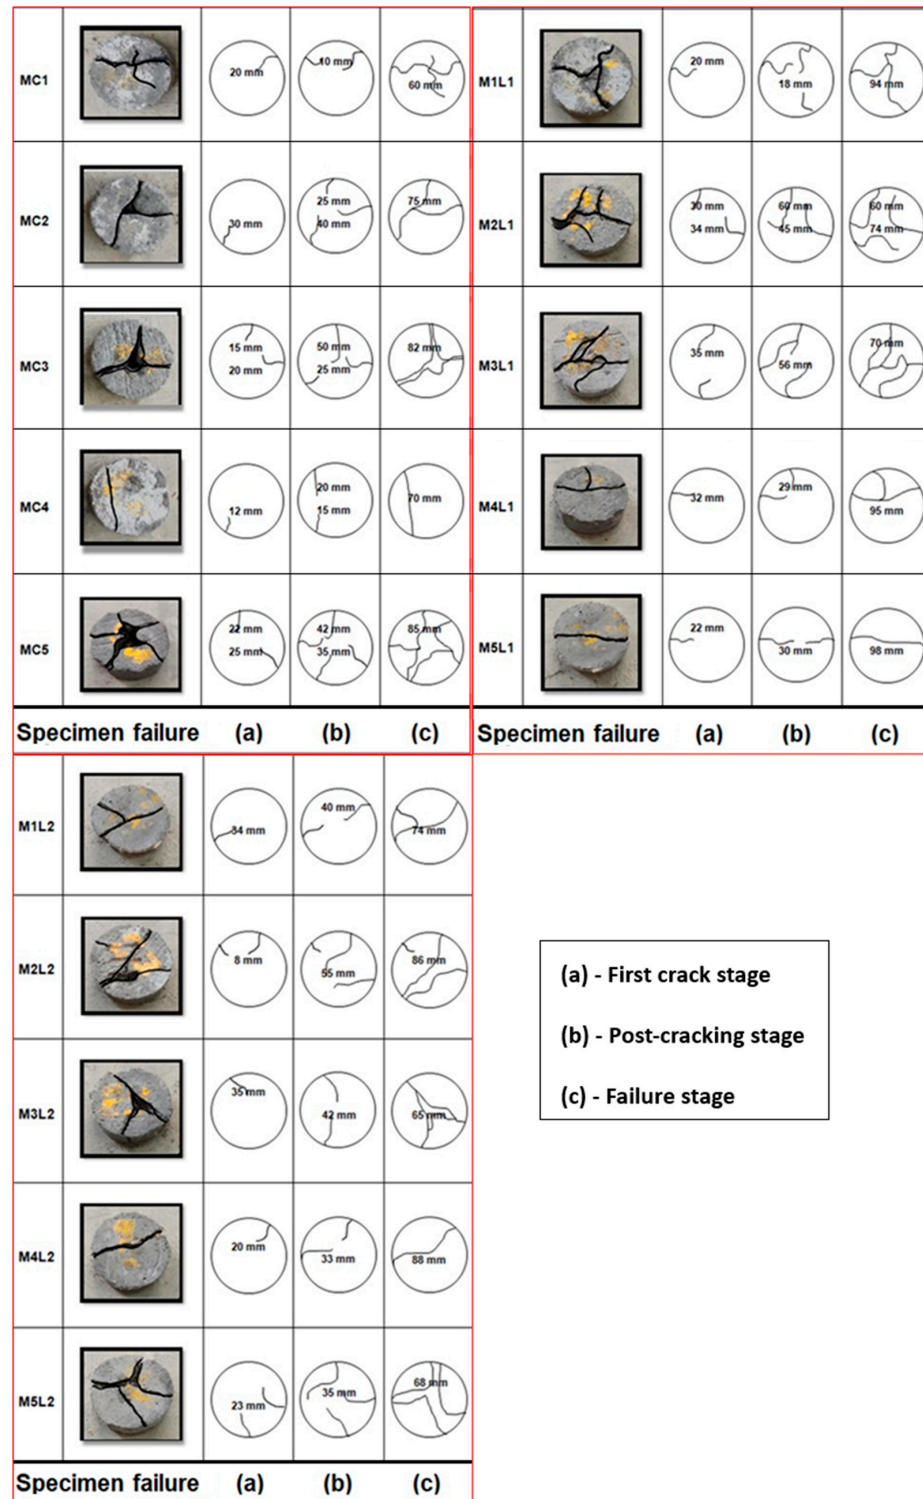 MC1
20 mm
10 mm
60 mm
MC2
30 mm
25 mm
40 mm
75 mm
MC3
15 mm
20 mm
50 mm
25 mm
82 mm
MC4
12 mm
20 mm
15 mm
70 mm
MC5
22 mm
25 mm
42 mm
35 mm
85 mm
Specimen failure (a) (b) (c)
M1L1
20 mm
18 mm
94 mm
M2L1
30 mm
34 mm
60 mm
45 mm
60 mm
74 mm
M3L1
35 mm
56 mm
70 mm
M4L1
32 mm
29 mm
95 mm
M5L1
22 mm
30 mm
98 mm
Specimen failure (a) (b) (c)
M1L2
34 mm
40 mm
74 mm
M2L2
8 mm
55 mm
86 mm
M3L2
35 mm
42 mm
65 mm
M4L2
20 mm
33 mm
88 mm
M5L2
23 mm
35 mm
68 mm
Specimen failure (a) (b) (c)
(a) - First crack stage
(b) - Post-cracking stage
(c) - Failure stage